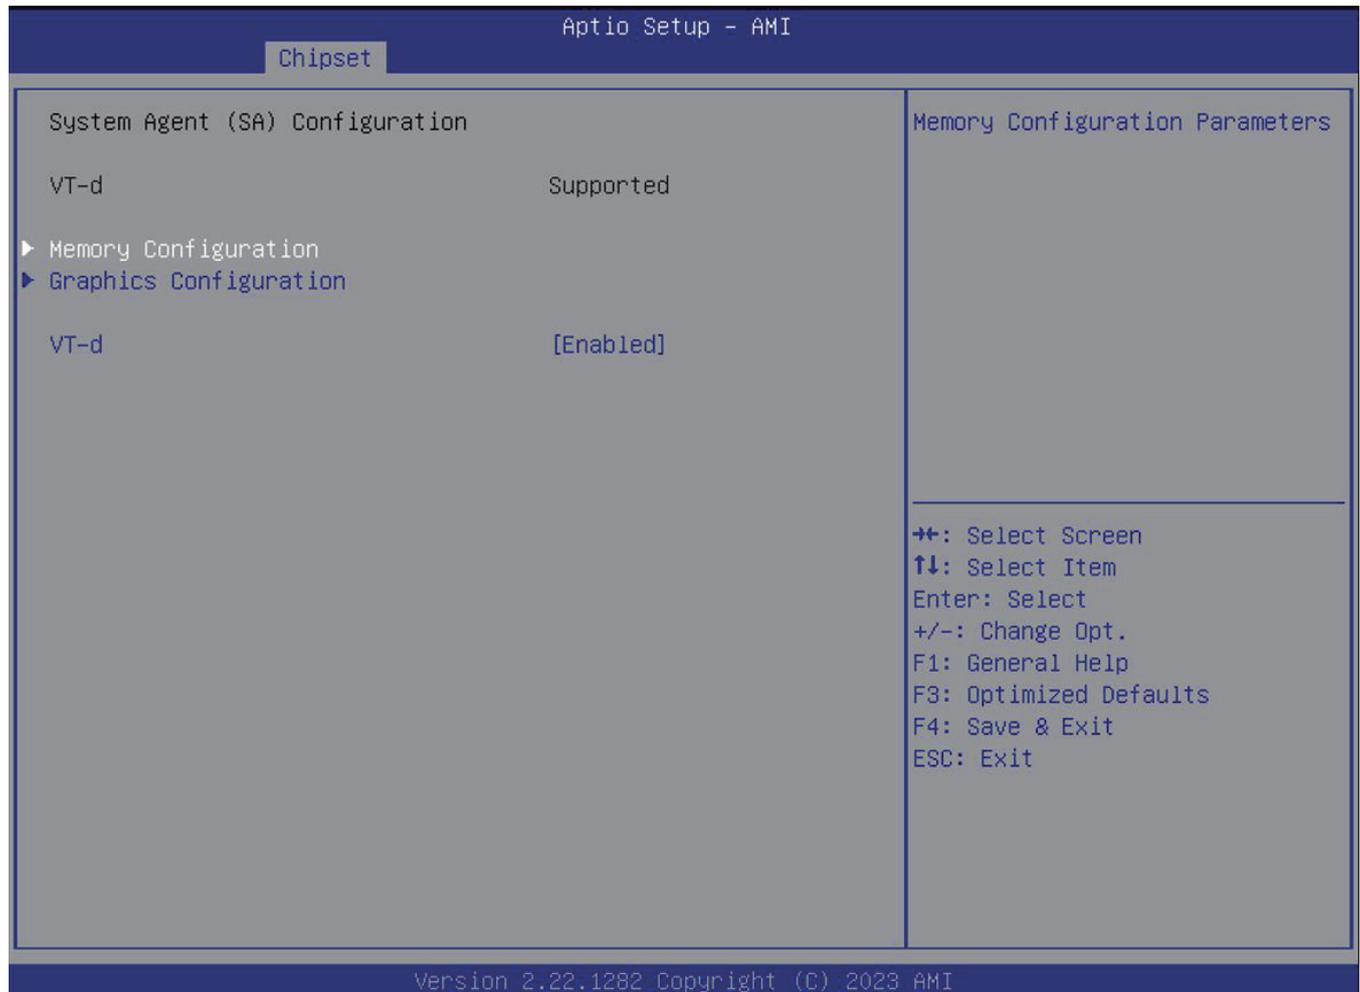 Aptio Setup – AMI
Chipset
System Agent (SA) Configuration
VT-d Supported
Memory Configuration
Graphics Configuration
VT-d [Enabled]
Memory Configuration Parameters
→←: Select Screen
↑↓: Select Item
Enter: Select
+/-: Change Opt.
F1: General Help
F3: Optimized Defaults
F4: Save & Exit
ESC: Exit
Version 2.22.1282 Copyright (C) 2023 AMI